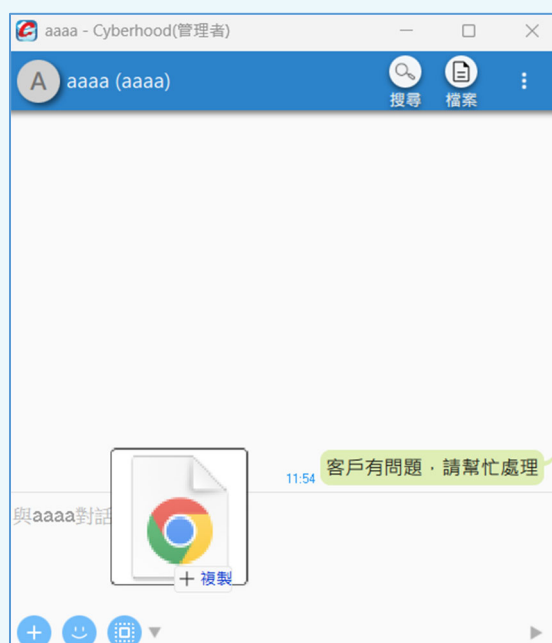 aaaa - Cyberhood(管理者)
A aaaa (aaaa)
搜尋 檔案
11:54 客戶有問題，請幫忙處理
與aaaa對話
+ 複製